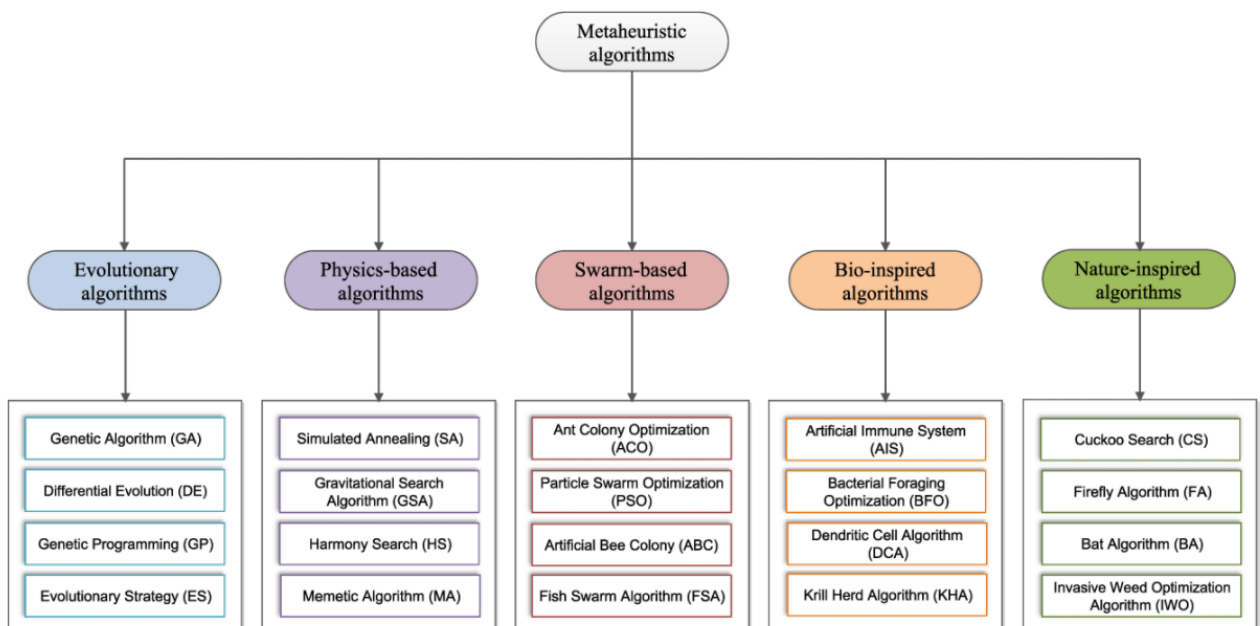 Metaheuristic
algorithms
Evolutionary
algorithms
Physics-based
algorithms
Swarm-based
algorithms
Bio-inspired
algorithms
Nature-inspired
algorithms
Genetic Algorithm (GA)
Differential Evolution (DE)
Genetic Programming (GP)
Evolutionary Strategy (ES)
Simulated Annealing (SA)
Gravitational Search
Algorithm (GSA)
Harmony Search (HS)
Memetic Algorithm (MA)
Ant Colony Optimization
(ACO)
Particle Swarm Optimization
(PSO)
Artificial Bee Colony (ABC)
Fish Swarm Algorithm (FSA)
Artificial Immune System
(AIS)
Bacterial Foraging
Optimization (BFO)
Dendritic Cell Algorithm
(DCA)
Krill Herd Algorithm (KHA)
Cuckoo Search (CS)
Firefly Algorithm (FA)
Bat Algorithm (BA)
Invasive Weed Optimization
Algorithm (IWO)